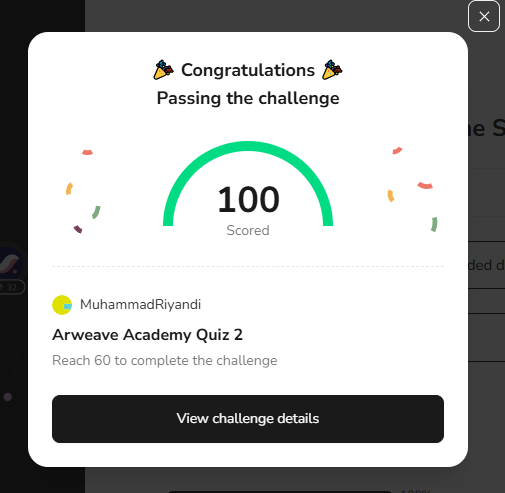 Congratulations
Passing the challenge
100
Scored
MuhammadRiyandi
Arweave Academy Quiz 2
Reach 60 to complete the challenge
View challenge details